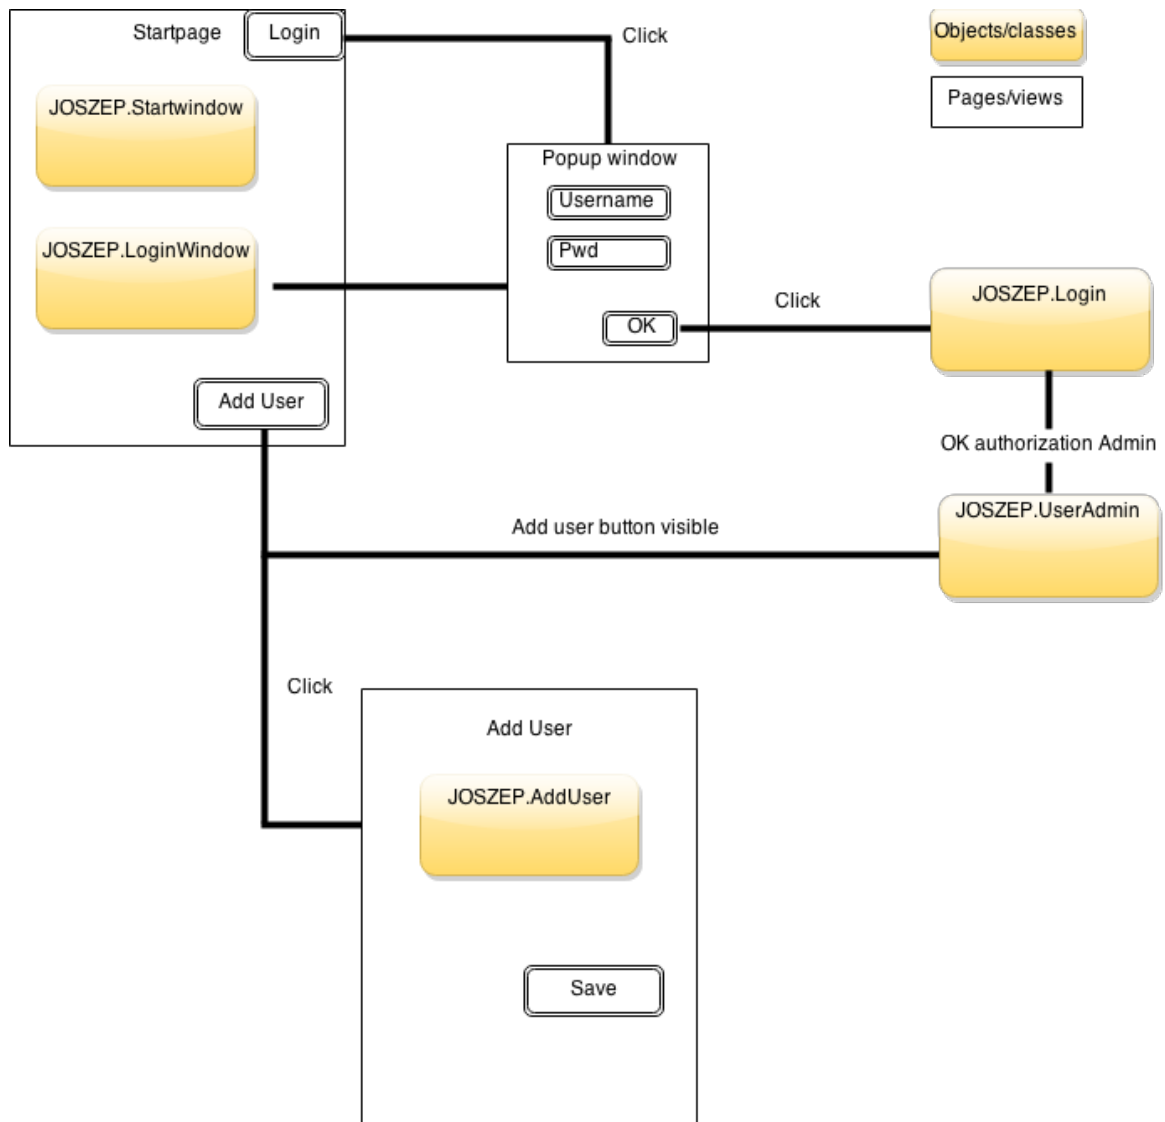 Startpage
Login
Click
Objects/classes
Pages/views
JOSZEP.Startwindow
Popup window
Username
Pwd
OK
JOSZEP.LoginWindow
Click
JOSZEP.Login
Add User
OK authorization Admin
JOSZEP.UserAdmin
Add user button visible
Click
Add User
JOSZEP.AddUser
Save